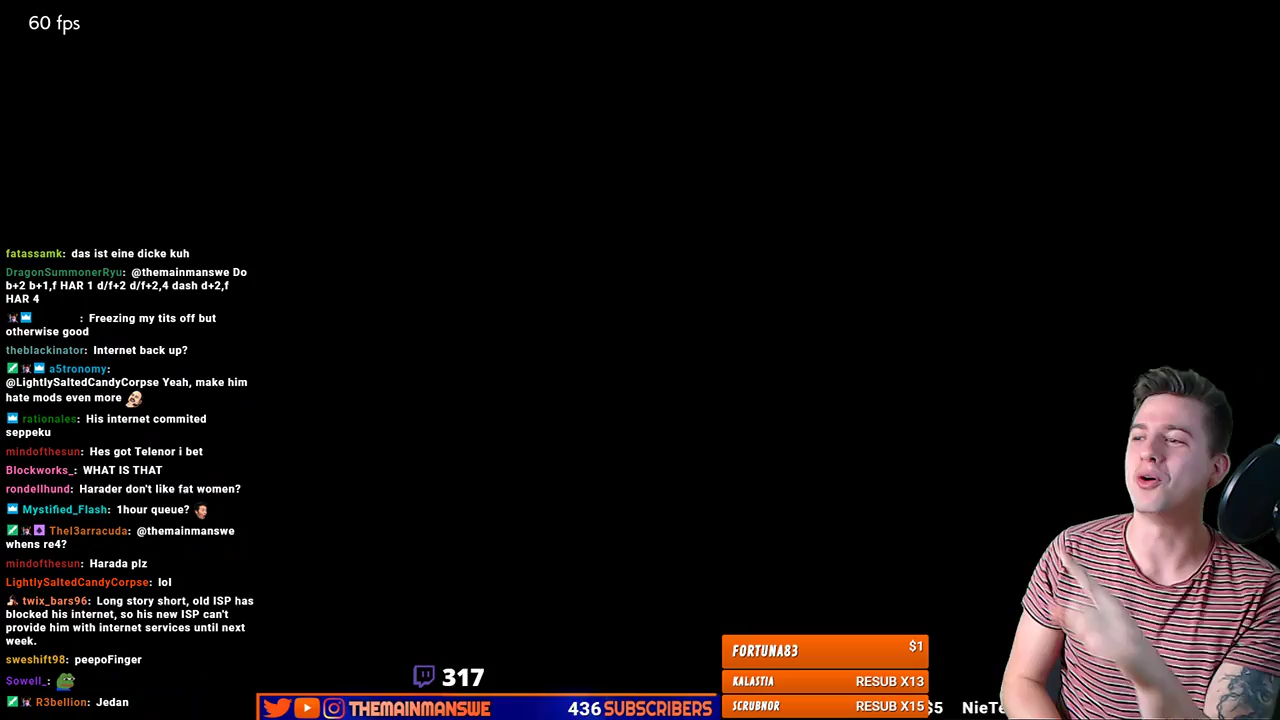 60 fps
fatassamk: das ist eine dicke kuh
DragonSummonerRyu: @themainmanswe Do
b+2 b+1,f HAR 1 d/f+2 d/f+2,4 dash d+2,f
HAR 4
: Freezing my tits off but
otherwise good
theblackinator: Internet back up?
a5tronomy:
@LightlySaltedCandyCorpse Yeah, make him
hate mods even more
rationales: His internet commited
seppeku
mindofthesun: Hes got Telenor i bet
Blockworks_: WHAT IS THAT
rondellhund: Harader don't like fat women?
Mystified_Flash: 1hour queue?
Thel3arracuda: @themainmanswe
whens re4?
mindofthesun: Harada plz
LightlySaltedCandyCorpse: lol
twix_bars96: Long story short, old ISP has
blocked his internet, so his new ISP can't
provide him with internet services until next
week.
sweshift98: peepoFinger
Sowell_:
R3bellion: Jedan
317
THEMAINMANSWE 436 SUBSCRIBERS
FORTUNA83 $1
KALASTIA RESUB X13
SCRUBNOR RESUB X15
$5 NieTe